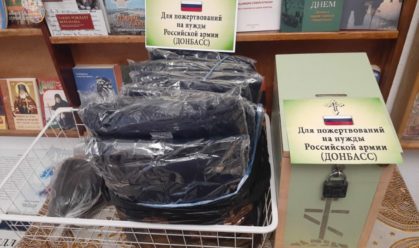 Для пожертвований
на нужды
Российской армии
(ДОНБАСС)
Для пожертвований
на нужды
Российской армии
(ДОНБАСС)
ДНЕМ